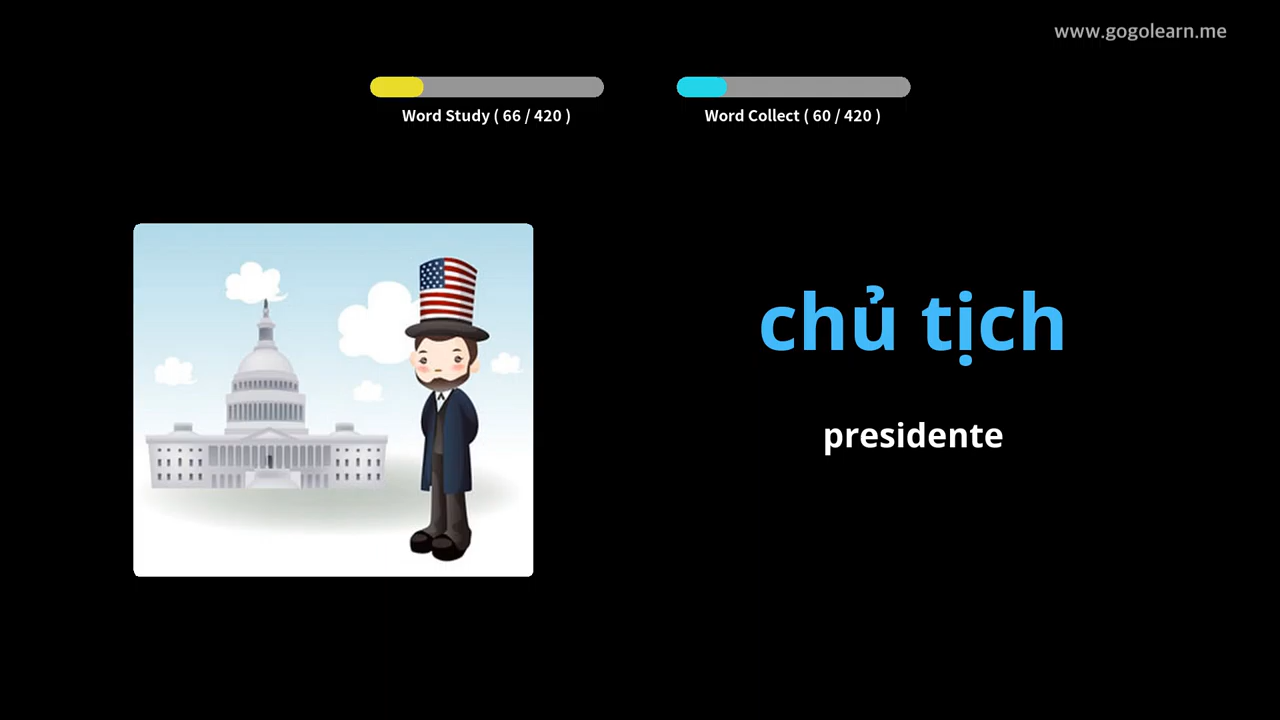 www.gogolearn.me
Word Study ( 66 / 420 )
Word Collect ( 60 / 420 )
chủ tịch
presidente